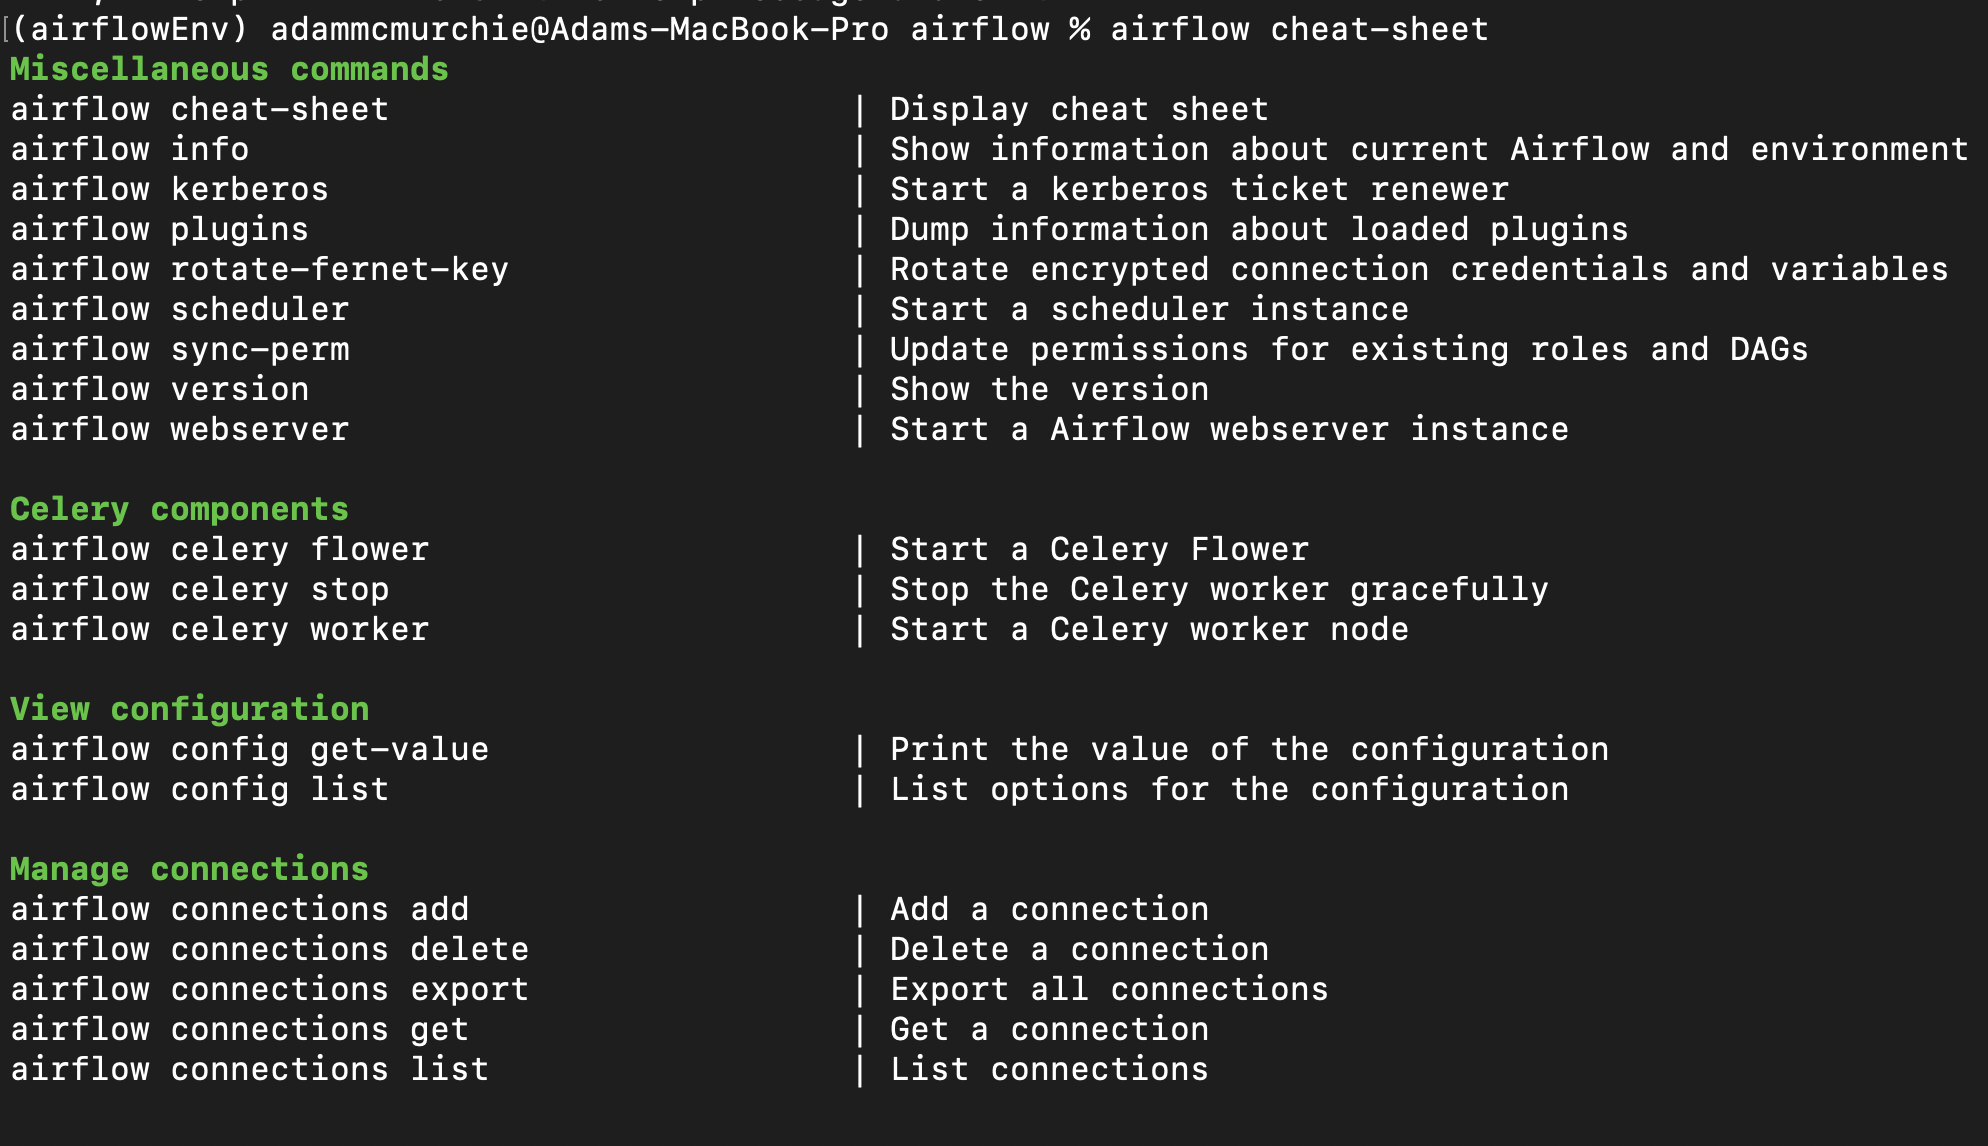 (airflowEnv) adammcmurchie@Adams-MacBook-Pro airflow % airflow cheat-sheet
Miscellaneous commands
airflow cheat-sheet | Display cheat sheet
airflow info | Show information about current Airflow and environment
airflow kerberos | Start a kerberos ticket renewer
airflow plugins | Dump information about loaded plugins
airflow rotate-fernet-key | Rotate encrypted connection credentials and variables
airflow scheduler | Start a scheduler instance
airflow sync-perm | Update permissions for existing roles and DAGs
airflow version | Show the version
airflow webserver | Start a Airflow webserver instance
Celery components
airflow celery flower | Start a Celery Flower
airflow celery stop | Stop the Celery worker gracefully
airflow celery worker | Start a Celery worker node
View configuration
airflow config get-value | Print the value of the configuration
airflow config list | List options for the configuration
Manage connections
airflow connections add | Add a connection
airflow connections delete | Delete a connection
airflow connections export | Export all connections
airflow connections get | Get a connection
airflow connections list | List connections